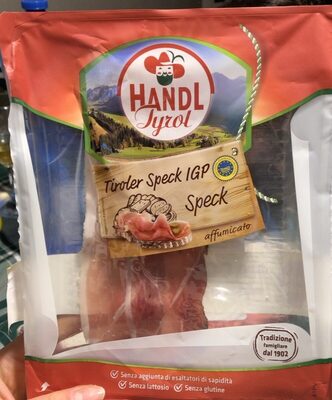 HANDL
Tyrol
Tiroler Speck IGP
Speck
affumicato
Tradizione
famigliare
dal 1902
✓ Senza aggiunta di esaltatori di sapidità
✓ Senza lattosio ✓ Senza glutine